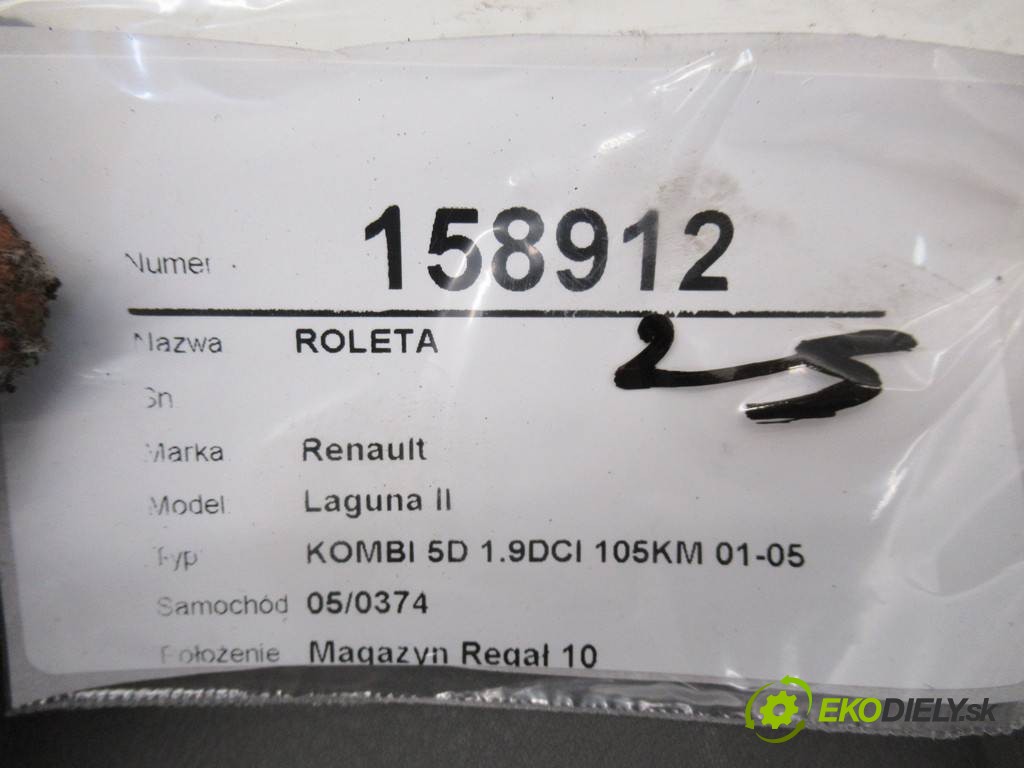 Numer 158912
Nazwa ROLETA
25
Sn
Marka Renault
Model Laguna II
Typ KOMBI 5D 1.9DCI 105KM 01-05
Samochód 05/0374
Położenie Magazyn Regał 10
EKODIELY.sk